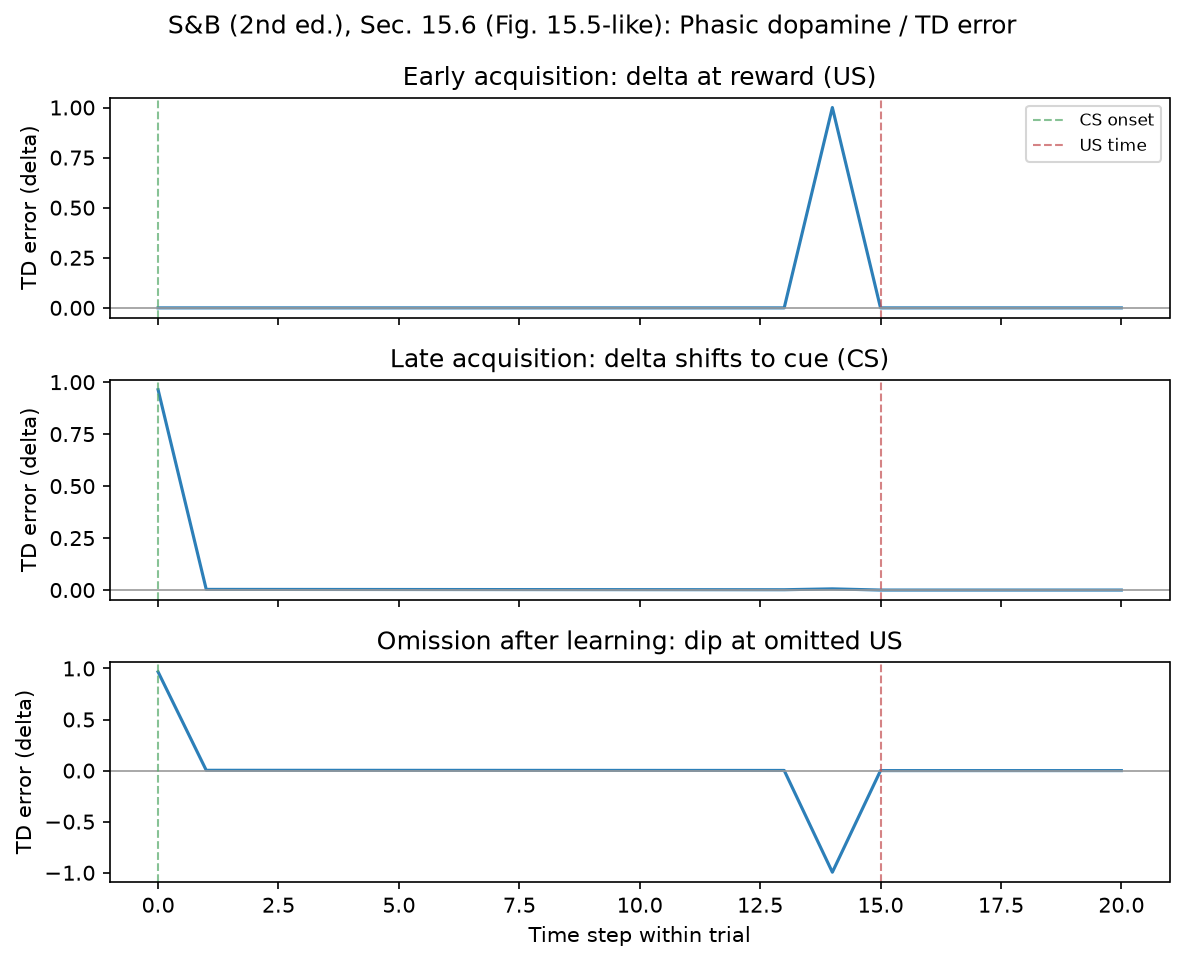 S&B (2nd ed.), Sec. 15.6 (Fig. 15.5-like): Phasic dopamine / TD error
Early acquisition: delta at reward (US)
TD error (delta)
1.00
0.75
0.50
0.25
0.00
CS onset
US time
Late acquisition: delta shifts to cue (CS)
TD error (delta)
1.00
0.75
0.50
0.25
0.00
Omission after learning: dip at omitted US
TD error (delta)
1.0
0.5
0.0
−0.5
−1.0
0.0 2.5 5.0 7.5 10.0 12.5 15.0 17.5 20.0
Time step within trial